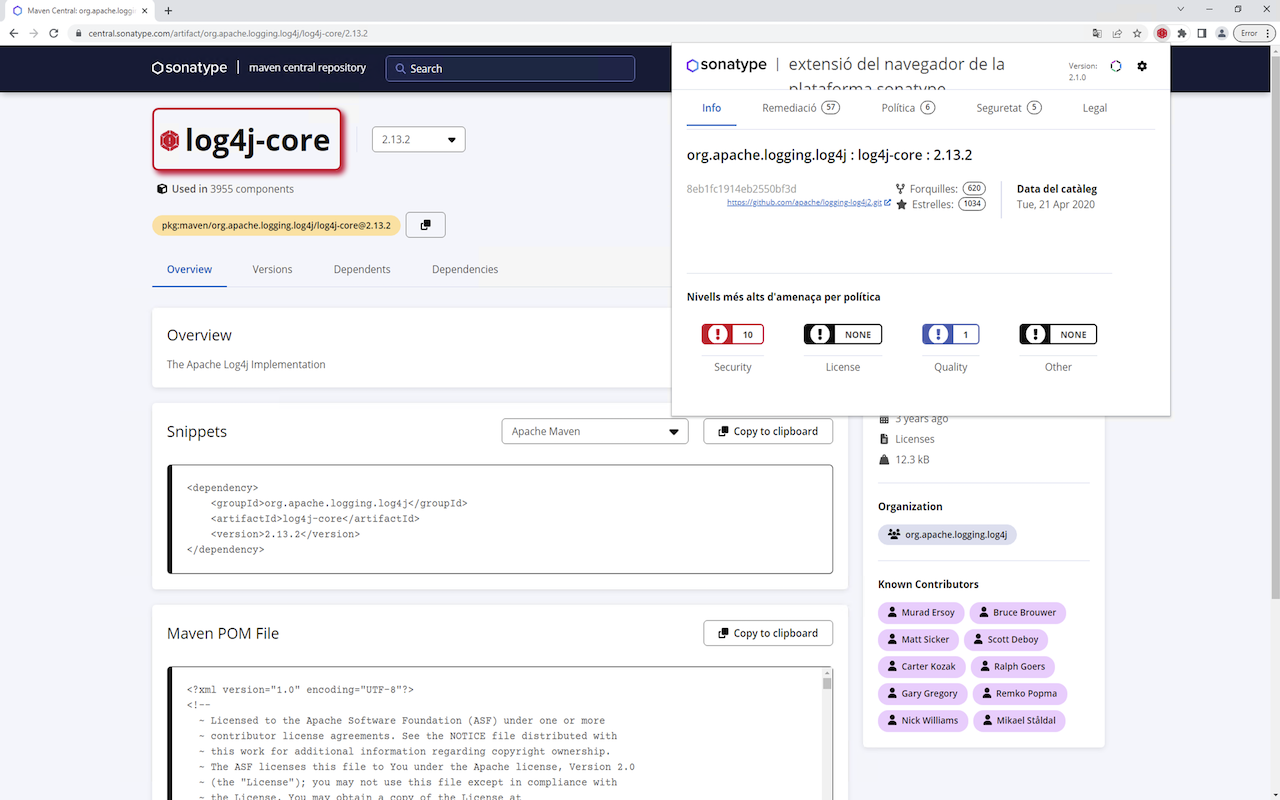 Maven Central: org.apache.logg
central.sonatype.com/artifact/org.apache.logging.log4j/log4j-core/2.13.2
Error
sonatype
maven central repository
Search
log4j-core
2.13.2
Used in 3955 components
pkg:maven/org.apache.logging.log4j/log4j-core@2.13.2
Overview
Versions
Dependents
Dependencies
Overview
The Apache Log4j Implementation
Snippets
Apache Maven
Copy to clipboard
<dependency>
<groupId>org.apache.logging.log4j</groupId>
<artifactId>log4j-core</artifactId>
<version>2.13.2</version>
</dependency>
Maven POM File
Copy to clipboard
<?xml version="1.0" encoding="UTF-8"?>
<!--
~ Licensed to the Apache Software Foundation (ASF) under one or more
~ contributor license agreements. See the NOTICE file distributed with
~ this work for additional information regarding copyright ownership.
~ The ASF licenses this file to You under the Apache license, Version 2.0
~ (the "License"); you may not use this file except in compliance with
~ the License. You may obtain a copy of the License at
sonatype
extensió del navegador de la
plataforma sonatype
Version:
2.1.0
Info
Remediació 57
Política 6
Seguretat 5
Legal
org.apache.logging.log4j : log4j-core : 2.13.2
8eb1fc1914eb2550bf3d
https://github.com/apache/logging-log4j2.git
Forquilles: 620
Estrelles: 1034
Data del catàleg
Tue, 21 Apr 2020
Nivells més alts d'amenaça per política
10
NONE
1
NONE
Security
License
Quality
Other
3 years ago
Licenses
12.3 kB
Organization
org.apache.logging.log4j
Known Contributors
Murad Ersoy
Bruce Brouwer
Matt Sicker
Scott Deboy
Carter Kozak
Ralph Goers
Gary Gregory
Remko Popma
Nick Williams
Mikael Ståldal